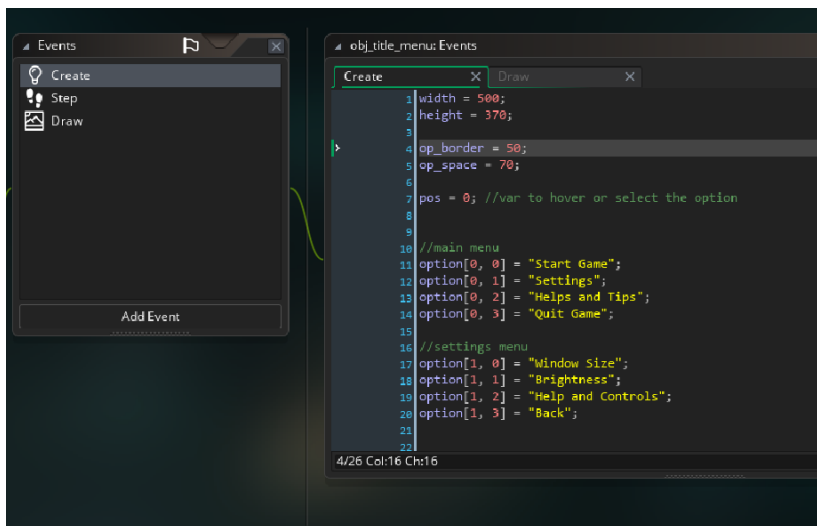 Events
Create
Step
Draw
Add Event
obj_title_menu: Events
Create
Draw
1 width = 500;
2 height = 370;
3
4 op_border = 50;
5 op_space = 70;
6
7 pos = 0; //var to hover or select the option
8
9
10 //main menu
11 option[0, 0] = "Start Game";
12 option[0, 1] = "Settings";
13 option[0, 2] = "Helps and Tips";
14 option[0, 3] = "Quit Game";
15
16 //settings menu
17 option[1, 0] = "Window Size";
18 option[1, 1] = "Brightness";
19 option[1, 2] = "Help and Controls";
20 option[1, 3] = "Back";
21
22
4/26 Col:16 Ch:16